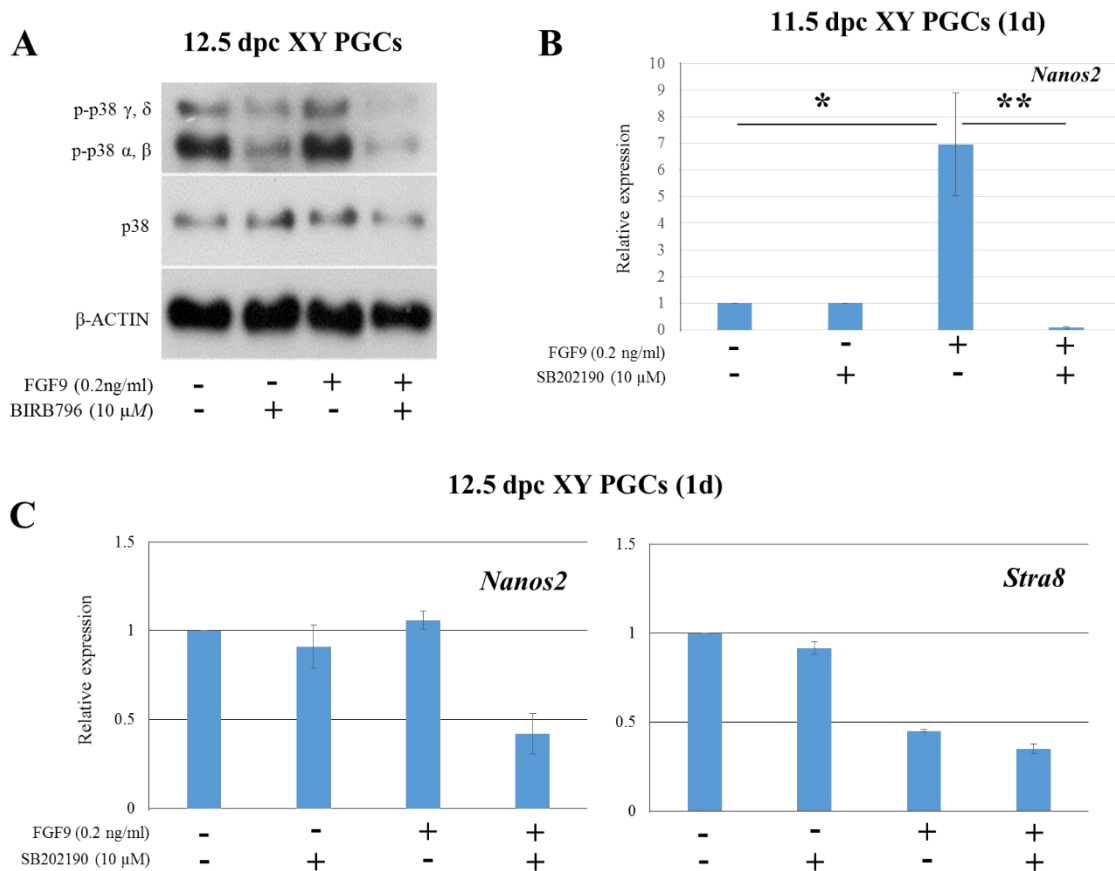 A
12.5 dpc XY PGCs
p-p38 γ, δ
p-p38 α, β
p38
β-ACTIN
FGF9 (0.2ng/ml) - - + +
BIRB796 (10 μM) - + - +
B
11.5 dpc XY PGCs (1d)
Nanos2
* **
Relative expression
10
9
8
7
6
5
4
3
2
1
0
FGF9 (0.2 ng/ml) - - + +
SB202190 (10 μM) - + - +
12.5 dpc XY PGCs (1d)
C
Nanos2
Relative expression
1.5
1
0.5
0
FGF9 (0.2 ng/ml) - - + +
SB202190 (10 μM) - + - +
Stra8
1.5
1
0.5
0
- - + +
- + - +